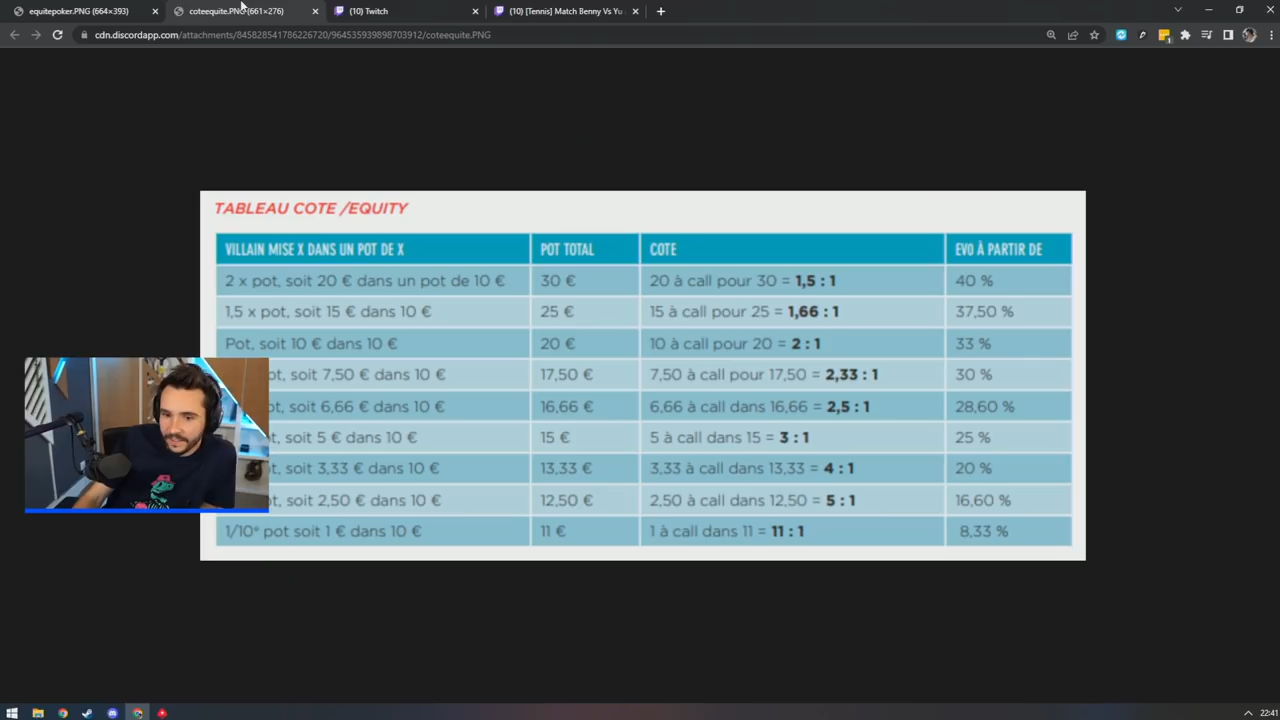 equitepoker.PNG (664×393)
coteequite.PNG (661×276)
(10) Twitch
(10) [Tennis] Match Benny Vs Yu
cdn.discordapp.com/attachments/845828541786226720/964535939898703912/coteequite.PNG
TABLEAU COTE /EQUITY
VILLAIN MISE X DANS UN POT DE X POT TOTAL COTE EV0 À PARTIR DE
2 x pot, soit 20 € dans un pot de 10 € 30 € 20 à call pour 30 = 1,5 : 1 40 %
1,5 x pot, soit 15 € dans 10 € 25 € 15 à call pour 25 = 1,66 : 1 37,50 %
Pot, soit 10 € dans 10 € 20 € 10 à call pour 20 = 2 : 1 33 %
ot, soit 7,50 € dans 10 € 17,50 € 7,50 à call pour 17,50 = 2,33 : 1 30 %
ot, soit 6,66 € dans 10 € 16,66 € 6,66 à call dans 16,66 = 2,5 : 1 28,60 %
t, soit 5 € dans 10 € 15 € 5 à call dans 15 = 3 : 1 25 %
t, soit 3,33 € dans 10 € 13,33 € 3,33 à call dans 13,33 = 4 : 1 20 %
ot, soit 2,50 € dans 10 € 12,50 € 2,50 à call dans 12,50 = 5 : 1 16,60 %
1/10ᵉ pot soit 1 € dans 10 € 11 € 1 à call dans 11 = 11 : 1 8,33 %
22:41